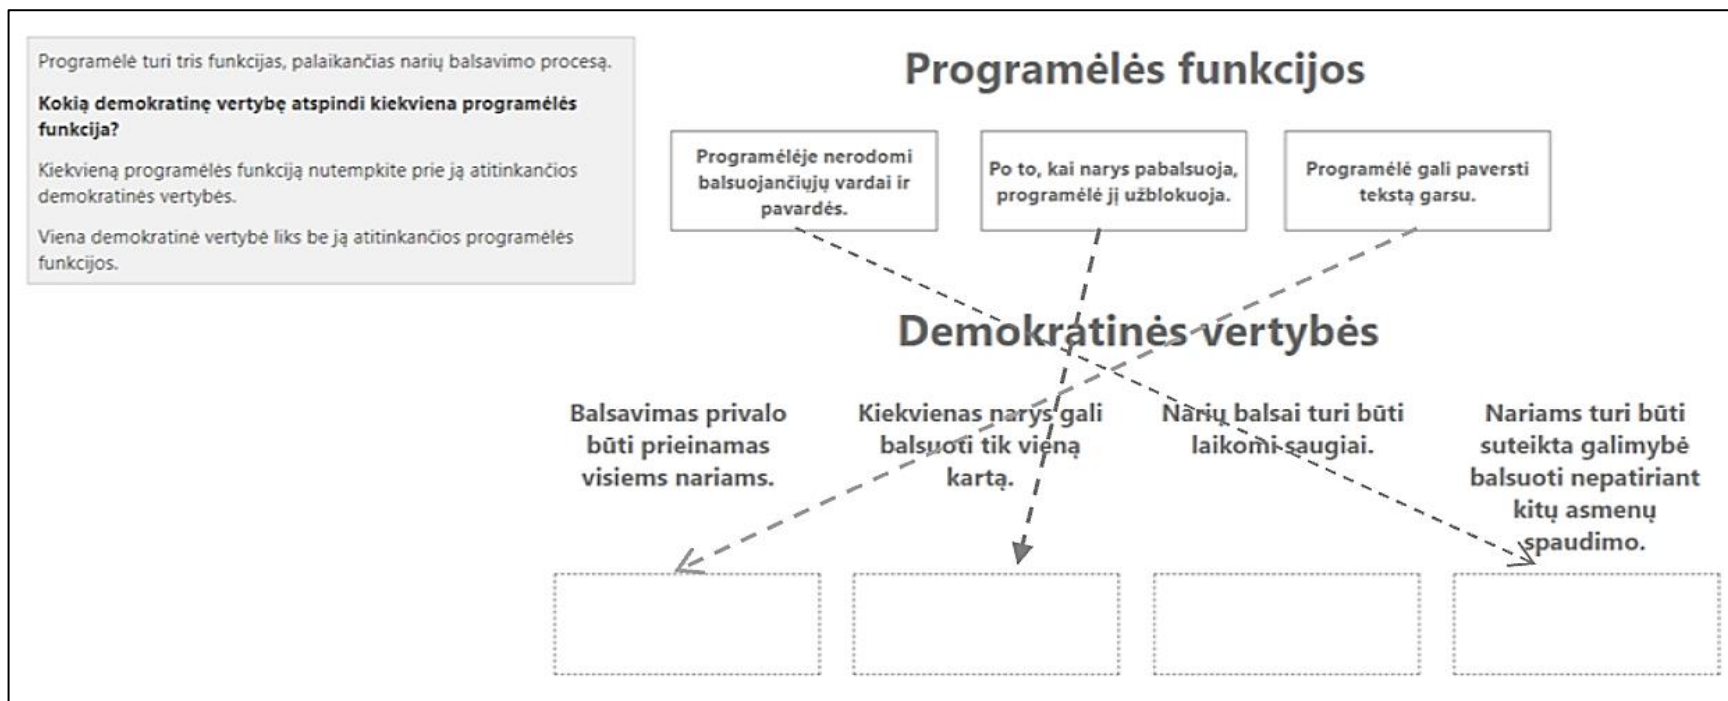 Programėlė turi tris funkcijas, palaikančias narių balsavimo procesą.
Kokią demokratinę vertybę atspindi kiekviena programėlės
funkcija?
Kiekvieną programėlės funkciją nutempkite prie ją atitinkančios
demokratinės vertybės.
Viena demokratinė vertybė liks be ją atitinkančios programėlės
funkcijos.
Programėlės funkcijos
Programėlėje nerodomi
balsuojančiųjų vardai ir
pavardės.
Po to, kai narys pabalsuoja,
programėlė jį užblokuoja.
Programėlė gali paversti
tekstą garsu.
Demokratinės vertybės
Balsavimas privalo
būti prieinamas
visiems nariams.
Kiekvienas narys gali
balsuoti tik vieną
kartą.
Narių balsai turi būti
laikomi saugiai.
Nariams turi būti
suteikta galimybė
balsuoti nepatiriant
kitų asmenų
spaudimo.